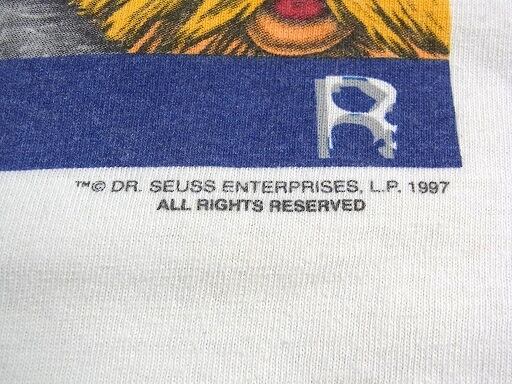 R
™© DR. SEUSS ENTERPRISES, L.P. 1997
ALL RIGHTS RESERVED